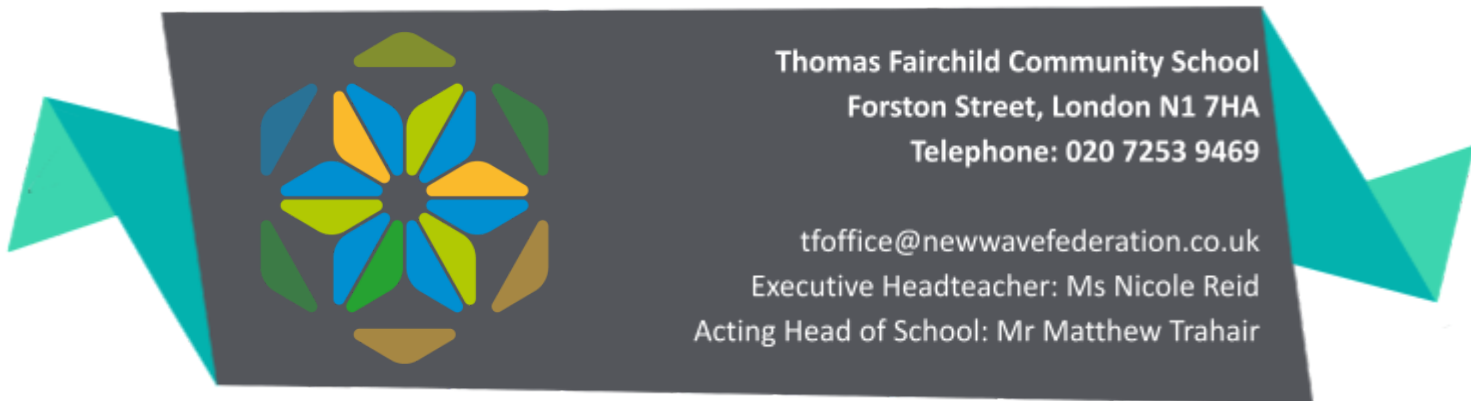 Thomas Fairchild Community School
Forston Street, London N1 7HA
Telephone: 020 7253 9469
tfoffice@newwavefederation.co.uk
Executive Headteacher: Ms Nicole Reid
Acting Head of School: Mr Matthew Trahair